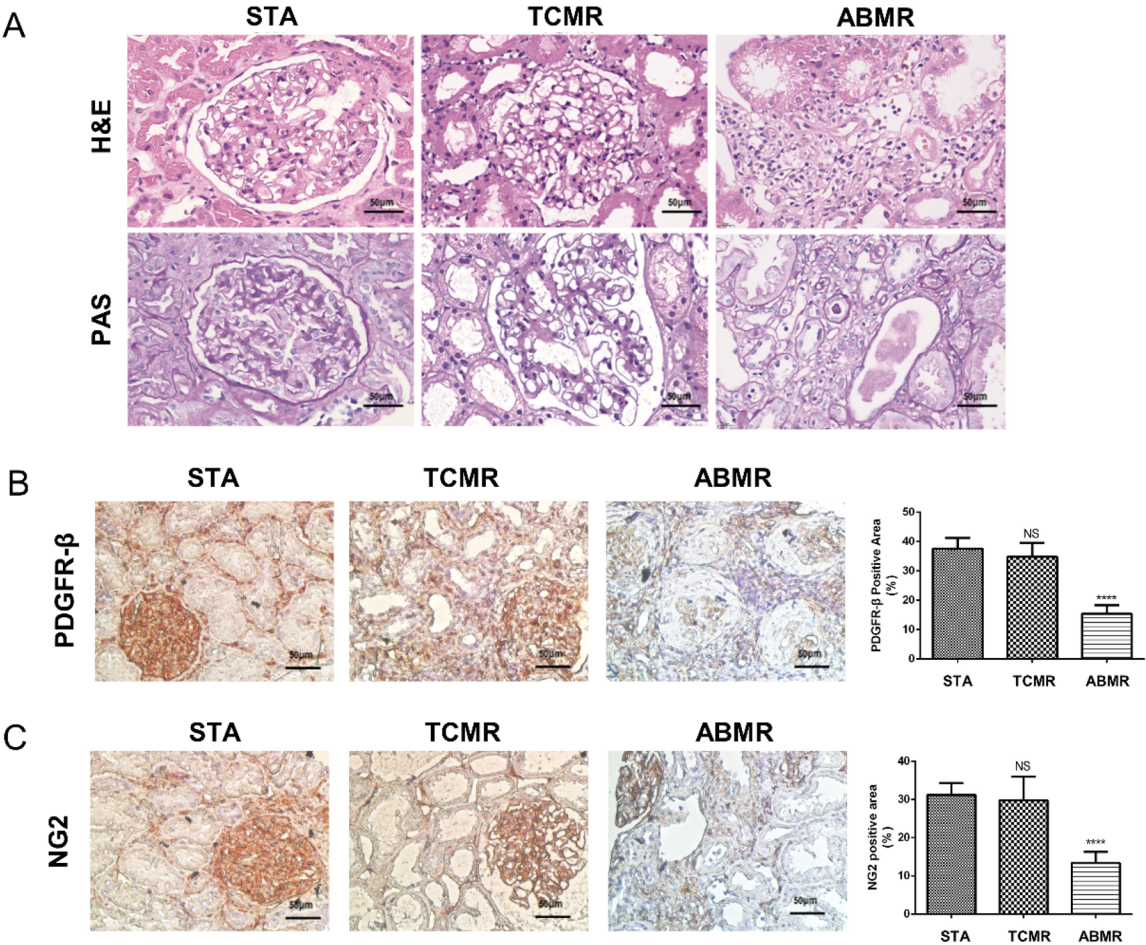 A
STA
TCMR
ABMR
H&E
50μm
50μm
50μm
PAS
50μm
50μm
50μm
B
STA
TCMR
ABMR
PDGFR-β
50μm
50μm
50μm
PDGFR-β Positive Area
(%)
50
40
30
20
10
0
NS
****
STA
TCMR
ABMR
C
STA
TCMR
ABMR
NG2
50μm
50μm
50μm
NG2 positive area
(%)
40
30
20
10
0
NS
****
STA
TCMR
ABMR